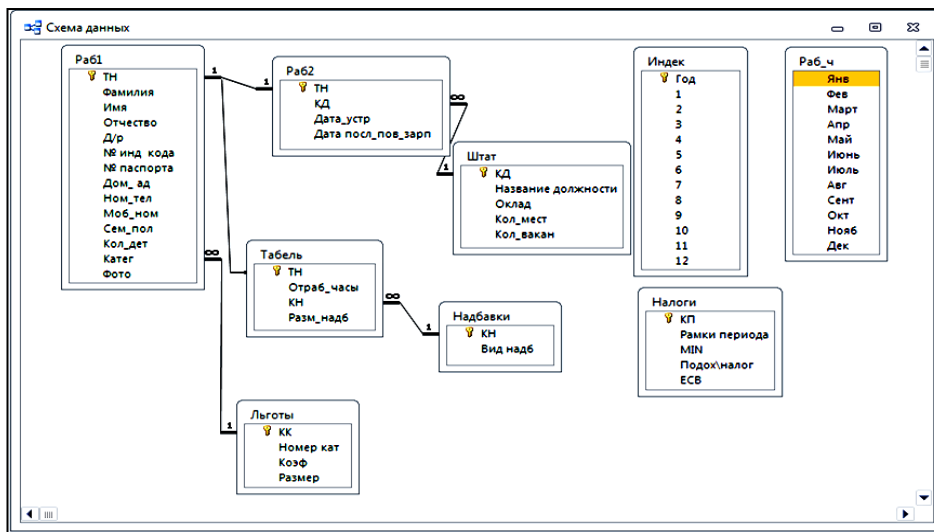 Схема данных
Раб1
ТН
Фамилия
Имя
Отчество
Д/р
№ инд кода
№ паспорта
Дом_ ад
Ном_тел
Моб_ном
Сем_пол
Кол_дет
Катег
Фото
1
1
Раб2
ТН
КД
Дата_устр
Дата посл_пов_зарп
∞
1
Штат
КД
Название должности
Оклад
Кол_мест
Кол_вакан
Индек
Год
1
2
3
4
5
6
7
8
9
10
11
12
Раб_ч
Янв
Фев
Март
Апр
Май
Июнь
Июль
Авг
Сент
Окт
Нояб
Дек
∞
Табель
ТН
Отраб_часы
КН
Разм_надб
∞
1
Надбавки
КН
Вид надб
Налоги
КП
Рамки периода
MIN
Подох\налог
ЕСВ
1
Льготы
КК
Номер кат
Коэф
Размер